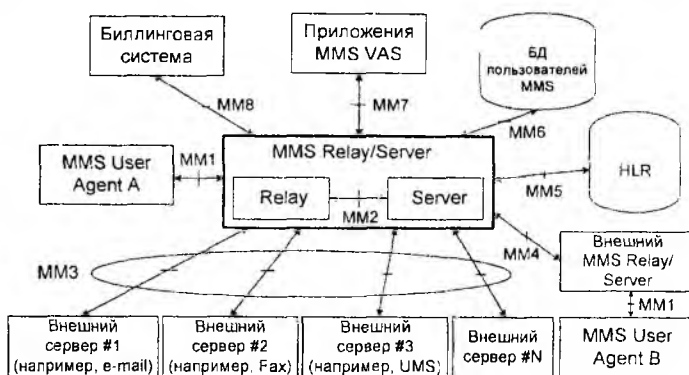 Биллинговая
система
Приложения
MMS VAS
БД
пользователей
MMS
MM8
MM7
MM6
MMS User
Agent A
MM1
MMS Relay/Server
Relay
MM2
Server
MM5
HLR
MM4
Внешний
MMS Relay/
Server
MM3
MM1
Внешний
сервер #1
(например, e-mail)
Внешний
сервер #2
(например, Fax)
Внешний
сервер #3
(например, UMS)
Внешний
сервер #N
MMS User
Agent B